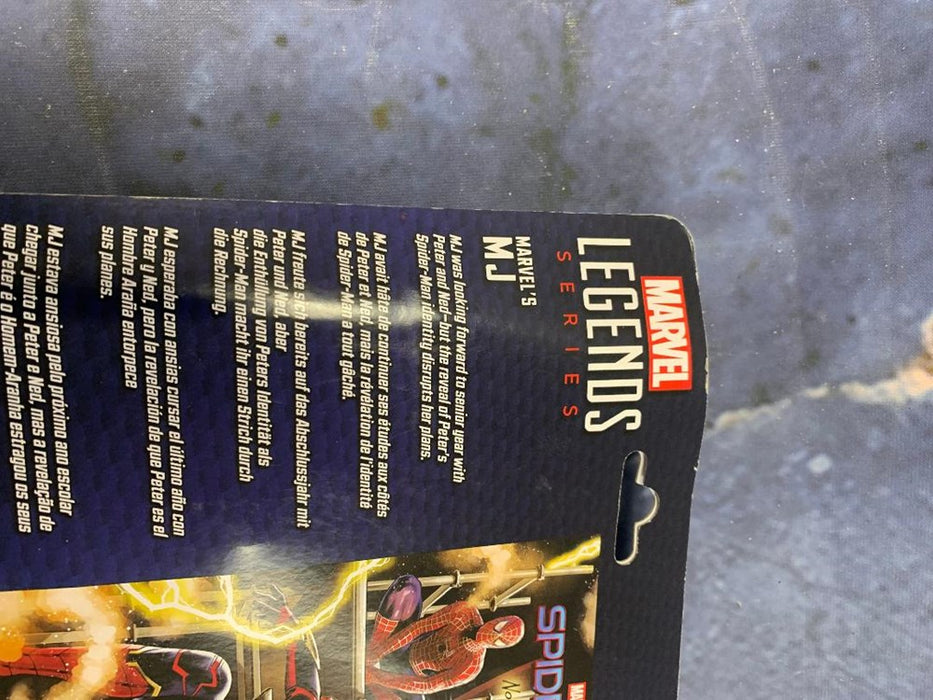 MARVEL
LEGENDS
SERIES
MARVEL'S
MJ
MJ was looking forward to senior year with
Peter and Ned—but the reveal of Peter's
Spider-Man identity disrupts her plans.
MJ avait hâte de continuer ses études aux côtés
de Peter et Ned, mais la révélation de l'identité
de Spider-Man a tout gâché.
MJ freute sich bereits auf das Abschlussjahr mit
Peter und Ned, aber
die Enthüllung von Peters Identität als
Spider-Man macht ihr einen Strich durch
die Rechnung.
MJ esperaba con ansias cursar el último año con
Peter y Ned, pero la revelación de que Peter es el
Hombre Araña entorpece
sus planes.
MJ estava ansiosa pelo próximo ano escolar
chegar junto a Peter e Ned, mas a revelação de
que Peter é o Homem-Aranha estragou os seus
SPID